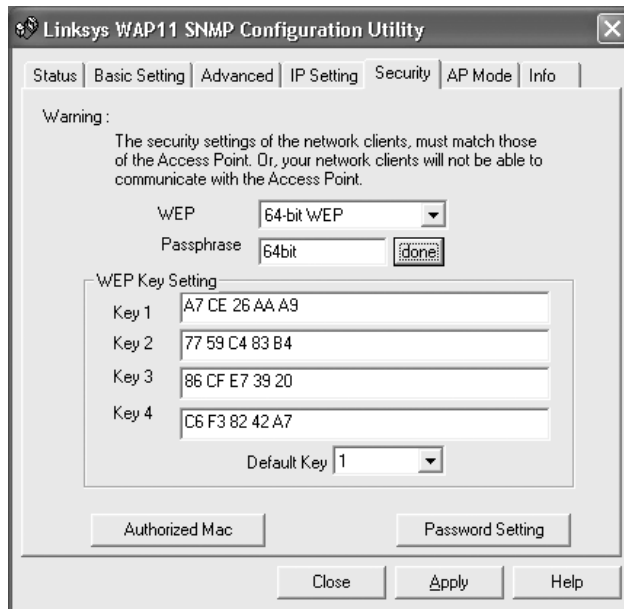 Linksys WAP11 SNMP Configuration Utility
Status Basic Setting Advanced IP Setting Security AP Mode Info
Warning :
The security settings of the network clients, must match those
of the Access Point. Or, your network clients will not be able to
communicate with the Access Point.
WEP 64-bit WEP
Passphrase 64bit done
WEP Key Setting
Key 1 A7 CE 26 AA A9
Key 2 77 59 C4 83 B4
Key 3 86 CF E7 39 20
Key 4 C6 F3 82 42 A7
Default Key 1
Authorized Mac Password Setting
Close Apply Help